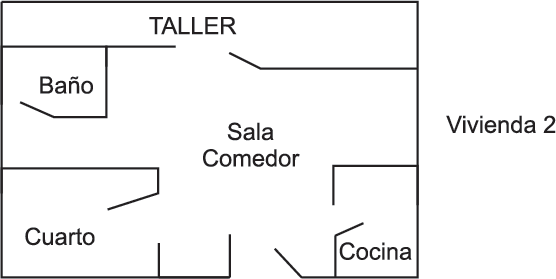 TALLER
Baño
Sala
Comedor
Vivienda 2
Cuarto
Cocina